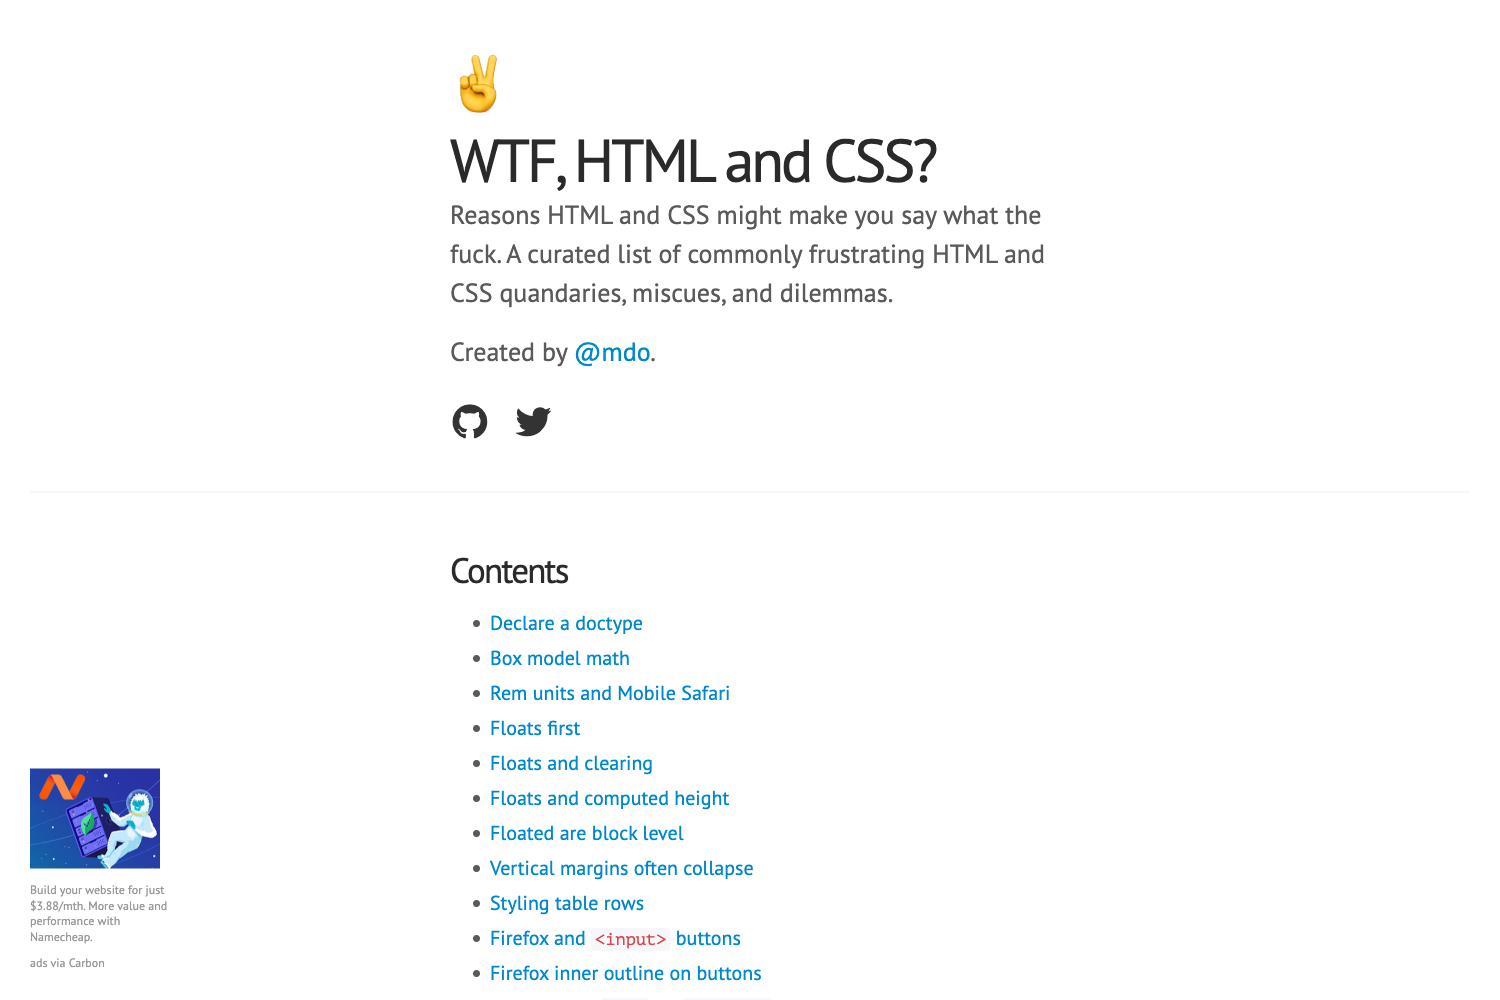 WTF, HTML and CSS?
Reasons HTML and CSS might make you say what the
fuck. A curated list of commonly frustrating HTML and
CSS quandaries, miscues, and dilemmas.
Created by @mdo.
Contents
Declare a doctype
Box model math
Rem units and Mobile Safari
Floats first
Floats and clearing
Floats and computed height
Floated are block level
Vertical margins often collapse
Styling table rows
Firefox and <input> buttons
Firefox inner outline on buttons
Build your website for just
$3.88/mth. More value and
performance with
Namecheap.
ads via Carbon